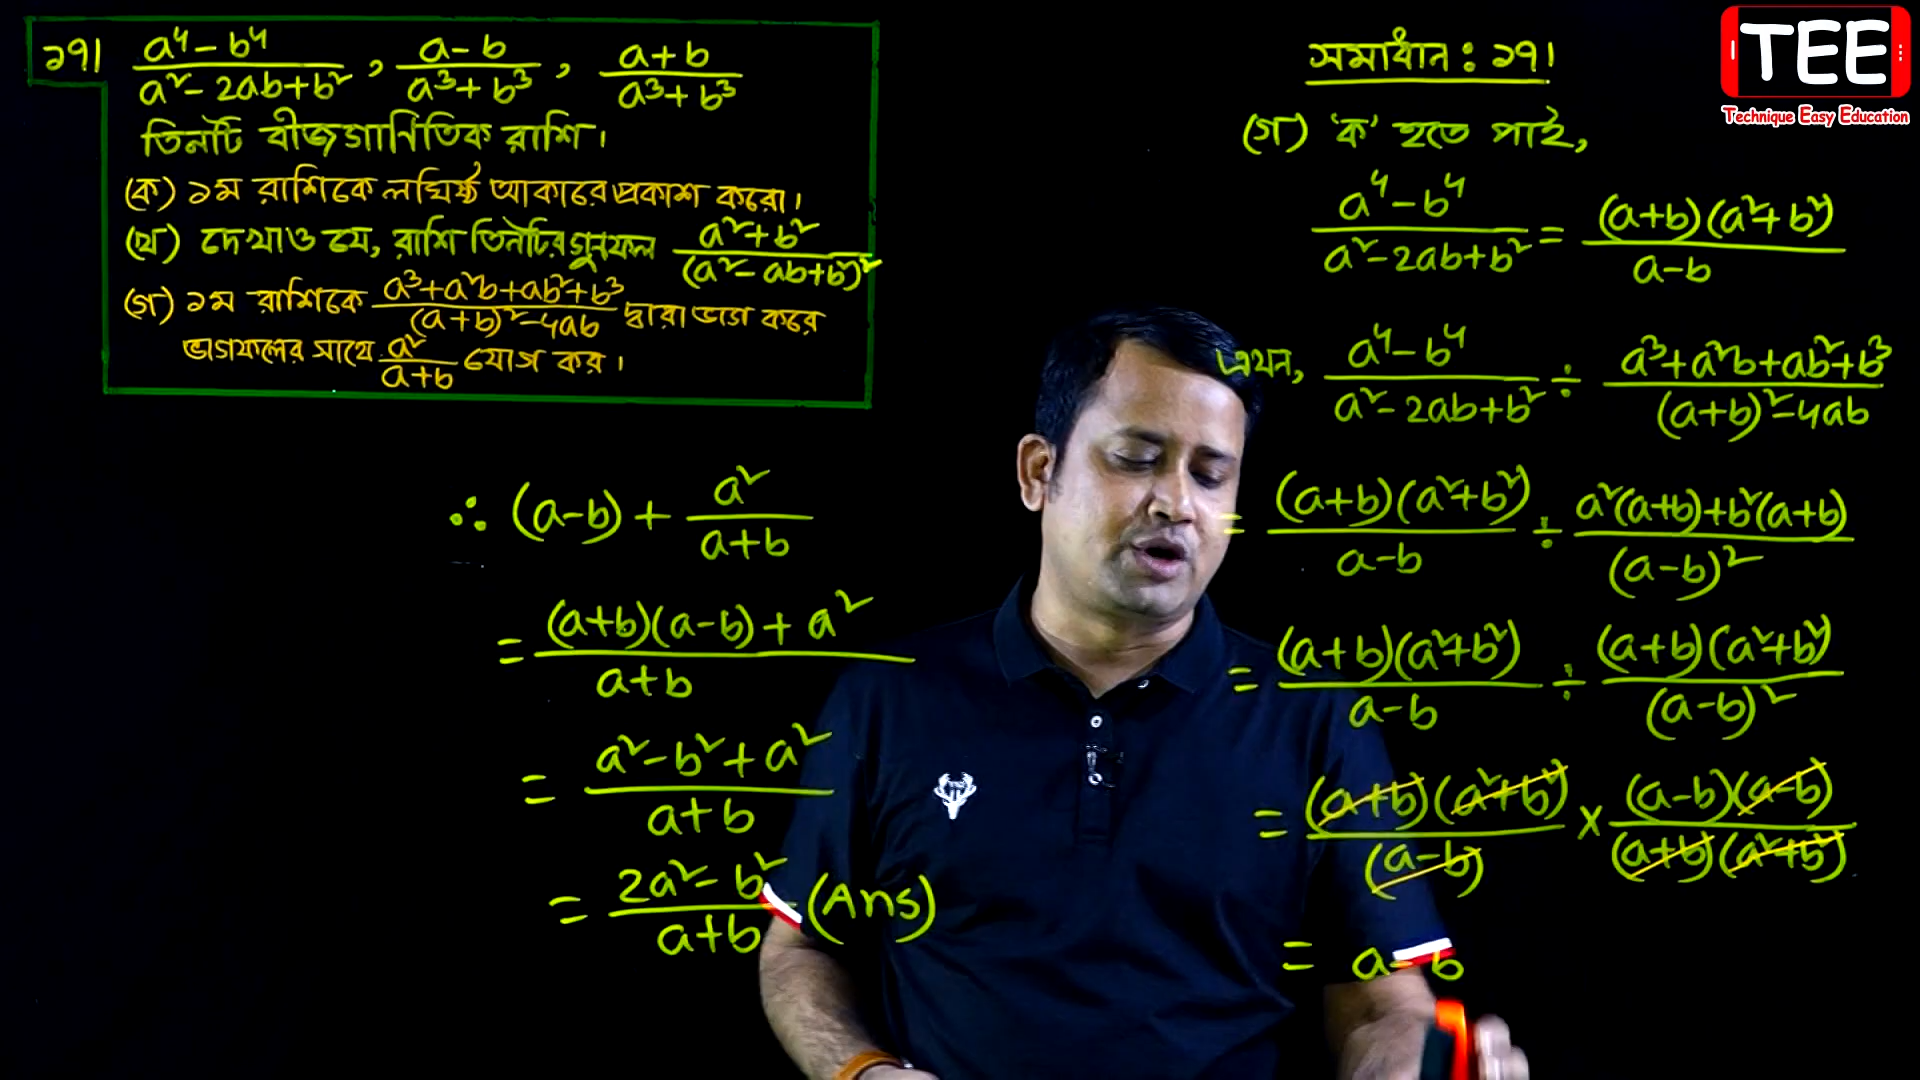 ১৭। a⁴-b⁴/a²-2ab+b², a-b/a³+b³, a+b/a³+b³
তিনটি বীজগাণিতিক রাশি।
(ক) ১ম রাশিকে লঘিষ্ঠ আকারে প্রকাশ করো।
(খ) দেখাও যে, রাশি তিনটির গুনফল a²+b²/(a²-ab+b²)²
(গ) ১ম রাশিকে a³+a²b+ab²+b³/(a+b)²-4ab দ্বারা ভাগ করে
ভাগফলের সাথে a²/a+b যোগ কর।
∴ (a-b) + a²/a+b
= (a+b)(a-b)+a²/a+b
= a²-b²+a²/a+b
= 2a²-b²/a+b (Ans)
TEE
Technique Easy Education
সমাধান : ১৭।
(গ) 'ক' হতে পাই,
a⁴-b⁴/a²-2ab+b² = (a+b)(a²+b²)/a-b
এখন, a⁴-b⁴/a²-2ab+b² ÷ a³+a²b+ab²+b³/(a+b)²-4ab
= (a+b)(a²+b²)/a-b ÷ a²(a+b)+b²(a+b)/(a-b)²
= (a+b)(a²+b²)/a-b ÷ (a+b)(a²+b²)/(a-b)²
= (a+b)(a²+b²)/(a-b) × (a-b)(a-b)/(a+b)(a²+b²)
= a-b